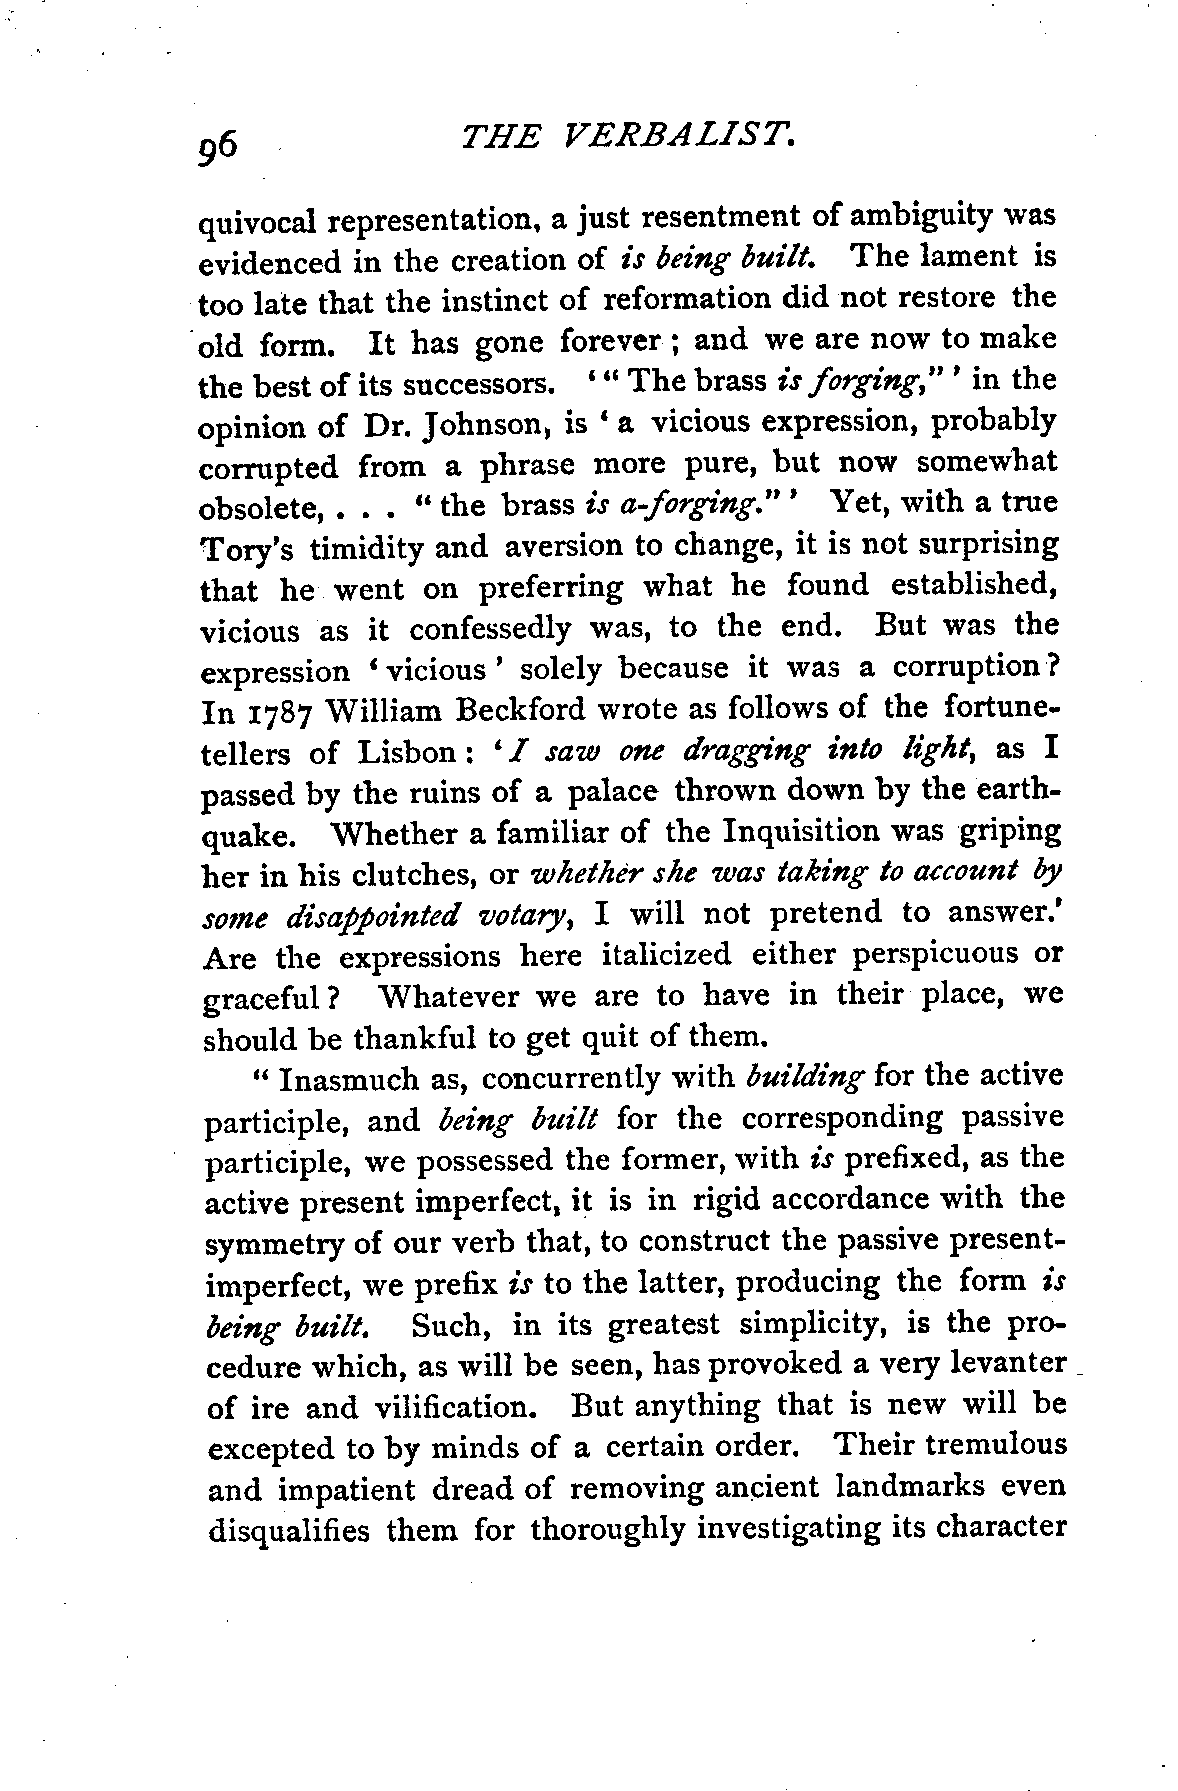 96 THE VERBALIST.
quivocal representation, a just resentment of ambiguity was
evidenced in the creation of is being built. The lament is
too late that the instinct of reformation did not restore the
old form. It has gone forever ; and we are now to make
the best of its successors. ‘ “ The brass is forging,” ’ in the
opinion of Dr. Johnson, is ‘ a vicious expression, probably
corrupted from a phrase more pure, but now somewhat
obsolete, . . . “ the brass is a-forging.” ’ Yet, with a true
Tory's timidity and aversion to change, it is not surprising
that he went on preferring what he found established,
vicious as it confessedly was, to the end. But was the
expression ‘ vicious ’ solely because it was a corruption ?
In 1787 William Beckford wrote as follows of the fortune-
tellers of Lisbon : ‘ I saw one dragging into light, as I
passed by the ruins of a palace thrown down by the earth-
quake. Whether a familiar of the Inquisition was griping
her in his clutches, or whether she was taking to account by
some disappointed votary, I will not pretend to answer.’
Are the expressions here italicized either perspicuous or
graceful ? Whatever we are to have in their place, we
should be thankful to get quit of them.
“ Inasmuch as, concurrently with building for the active
participle, and being built for the corresponding passive
participle, we possessed the former, with is prefixed, as the
active present imperfect, it is in rigid accordance with the
symmetry of our verb that, to construct the passive present-
imperfect, we prefix is to the latter, producing the form is
being built. Such, in its greatest simplicity, is the pro-
cedure which, as will be seen, has provoked a very levanter
of ire and vilification. But anything that is new will be
excepted to by minds of a certain order. Their tremulous
and impatient dread of removing ancient landmarks even
disqualifies them for thoroughly investigating its character